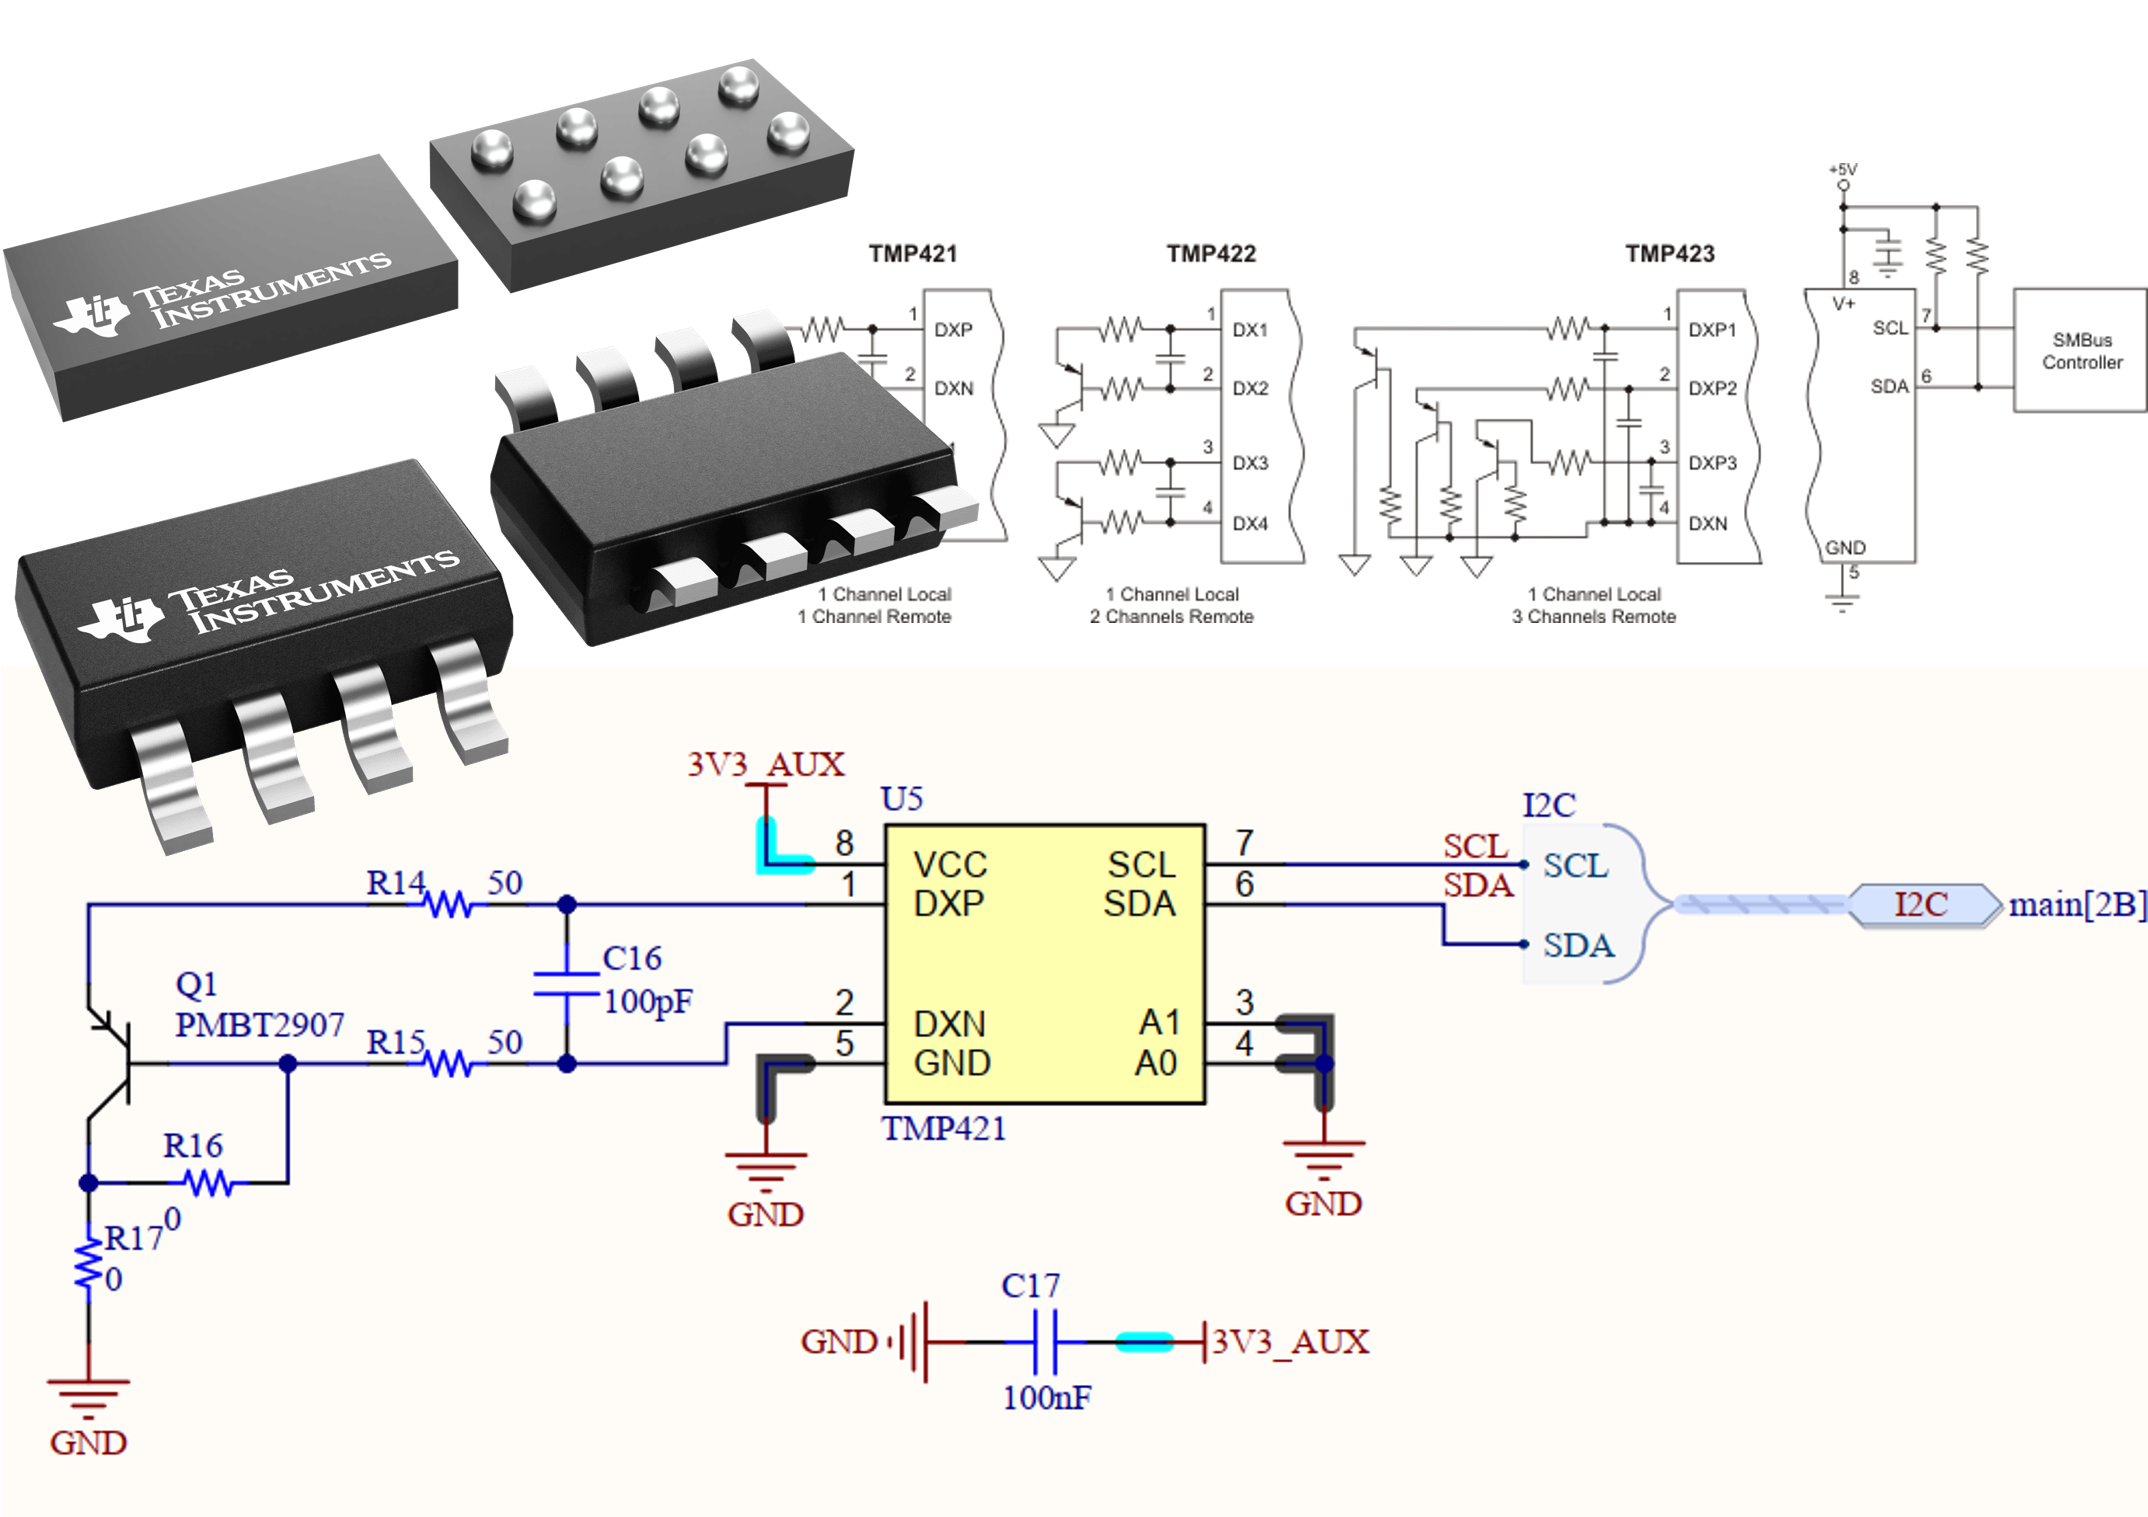 TEXAS
INSTRUMENTS
TEXAS
INSTRUMENTS
TMP421
1
DXP
2
DXN
1 Channel Local
1 Channel Remote
TMP422
1
DX1
2
DX2
3
DX3
4
DX4
1 Channel Local
2 Channels Remote
TMP423
1
DXP1
2
DXP2
3
DXP3
4
DXN
1 Channel Local
3 Channels Remote
+5V
8
V+
SCL
7
SDA
6
GND
5
SMBus
Controller
3V3_AUX
U5
8
VCC
1
DXP
2
DXN
5
GND
SCL
7
SDA
6
A1
3
A0
4
TMP421
GND
GND
I2C
SCL
SCL
SDA
SDA
I2C
main[2B]
R14
50
C16
100pF
Q1
PMBT2907
R15
50
R16
0
R17
0
GND
C17
GND
3V3_AUX
100nF